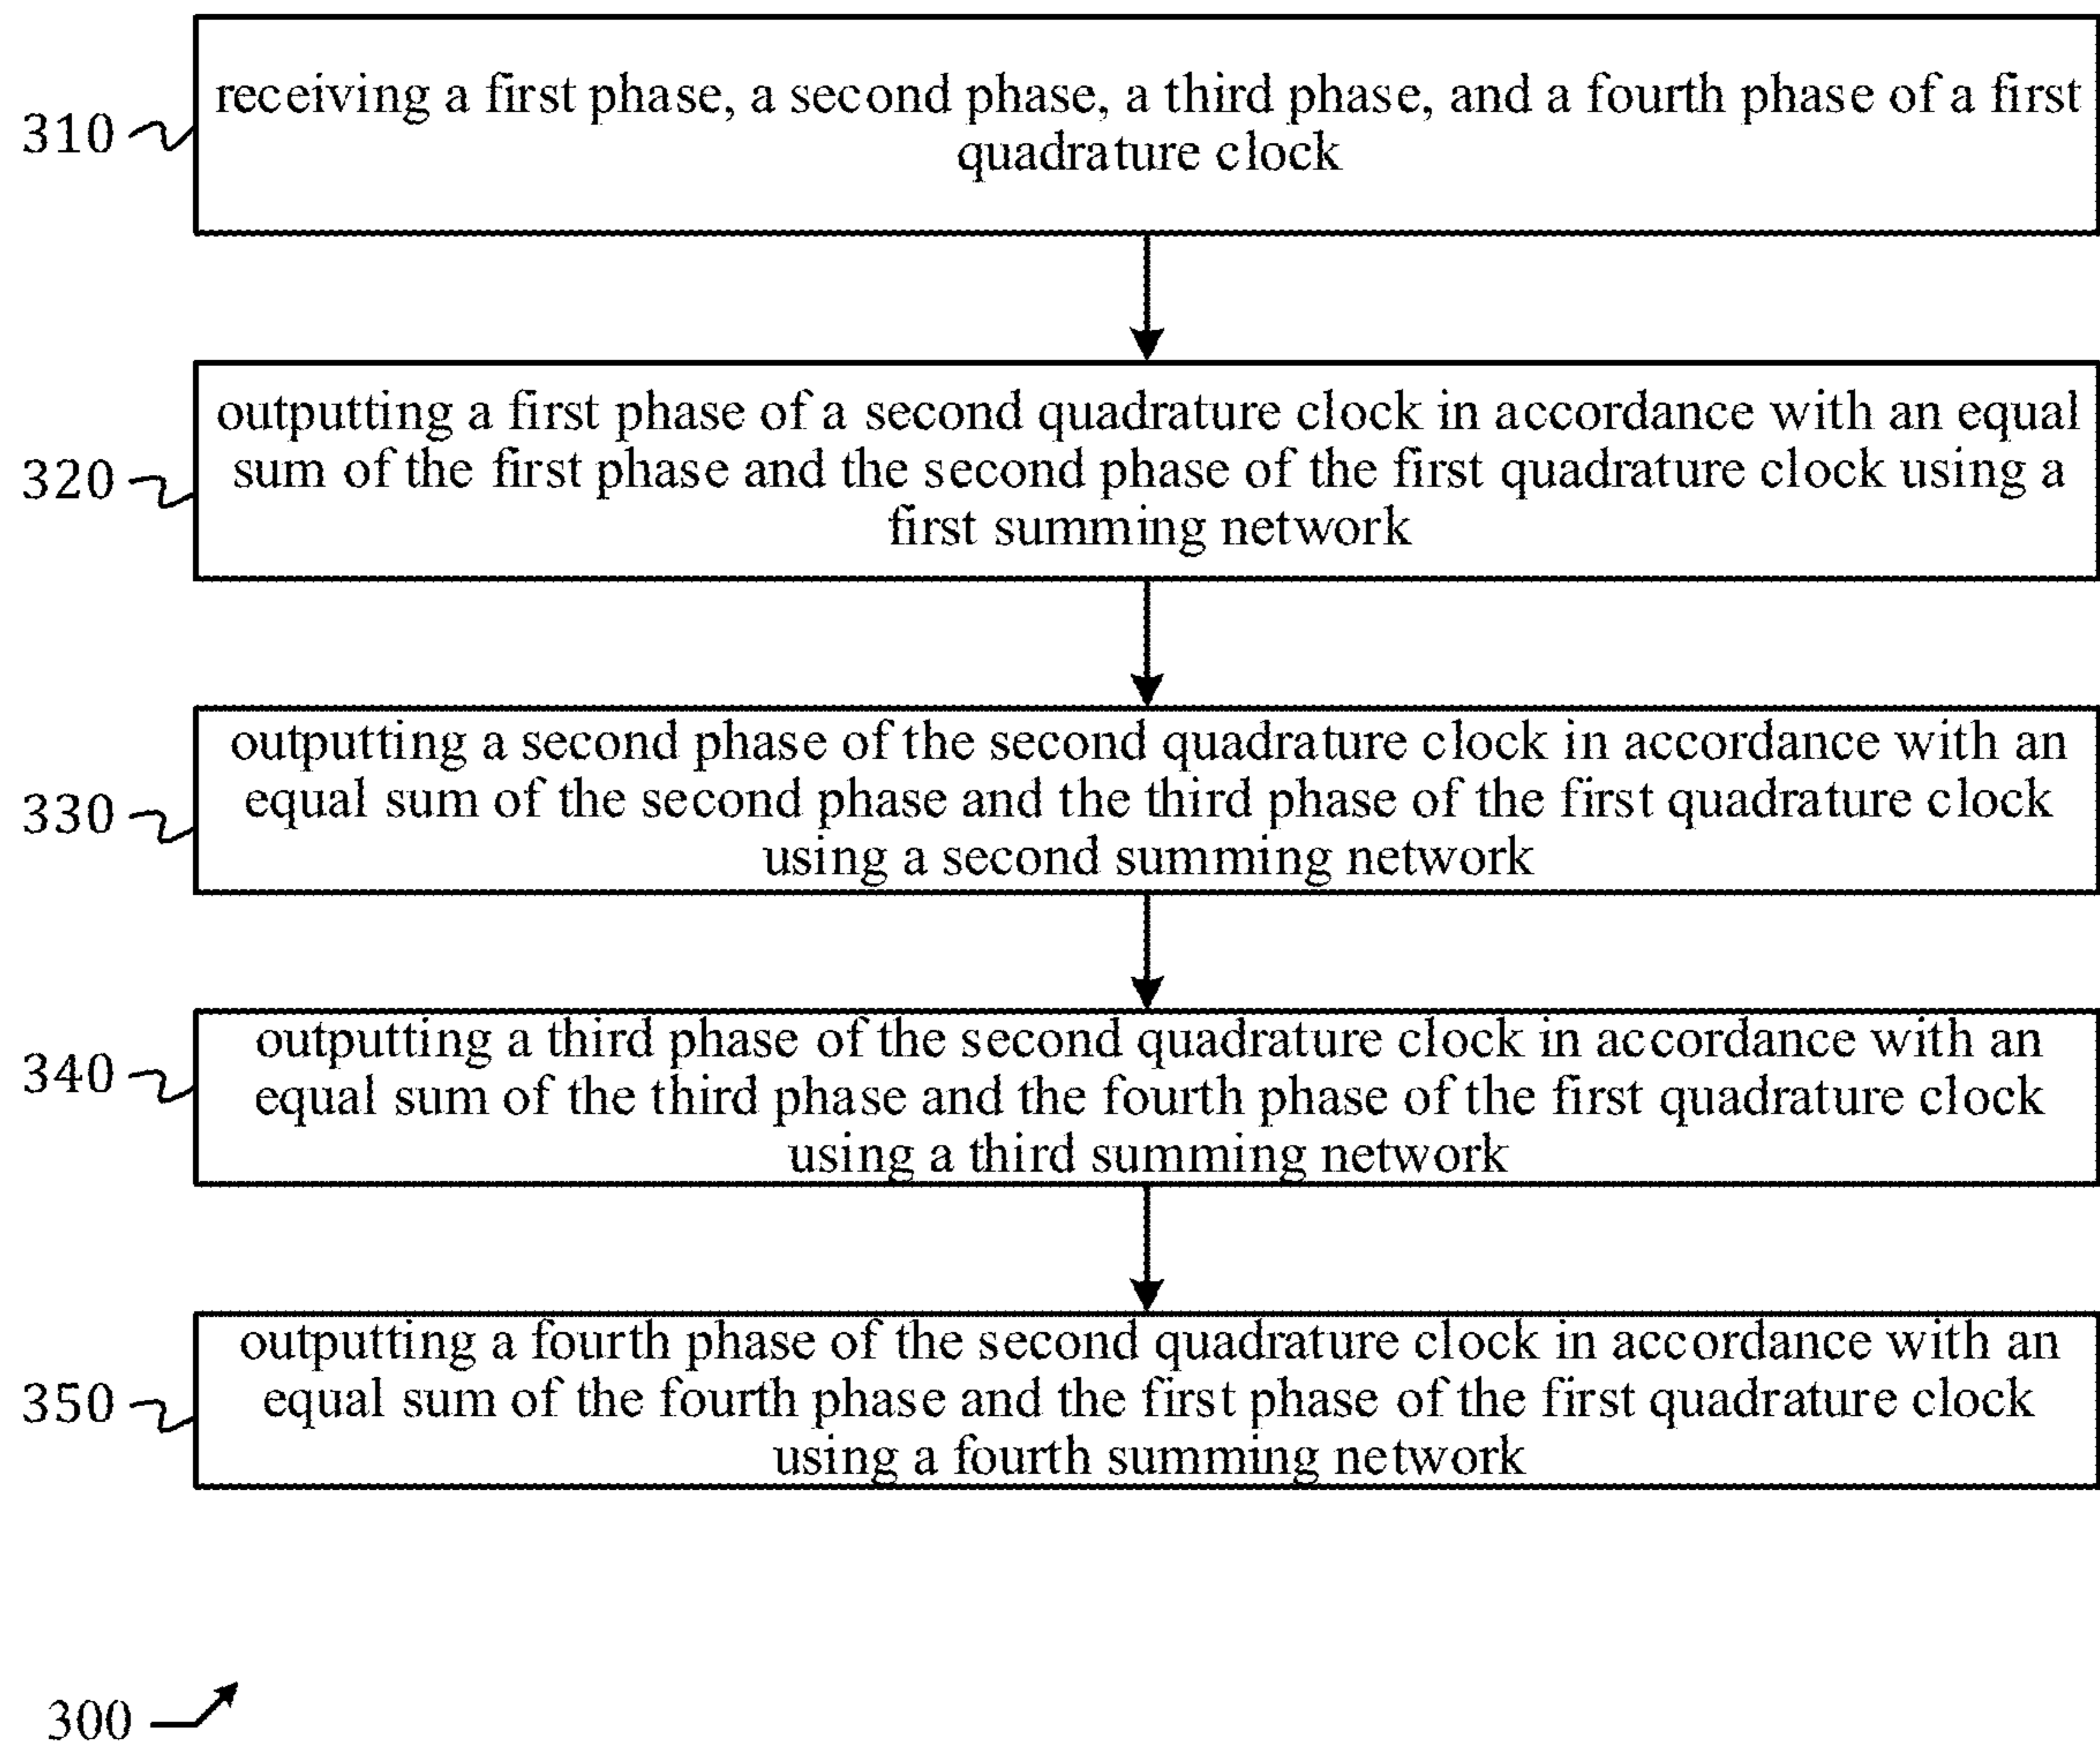 310
receiving a first phase, a second phase, a third phase, and a fourth phase of a first
quadrature clock
320
outputting a first phase of a second quadrature clock in accordance with an equal
sum of the first phase and the second phase of the first quadrature clock using a
first summing network
330
outputting a second phase of the second quadrature clock in accordance with an
equal sum of the second phase and the third phase of the first quadrature clock
using a second summing network
340
outputting a third phase of the second quadrature clock in accordance with an
equal sum of the third phase and the fourth phase of the first quadrature clock
using a third summing network
350
outputting a fourth phase of the second quadrature clock in accordance with an
equal sum of the fourth phase and the first phase of the first quadrature clock
using a fourth summing network
300